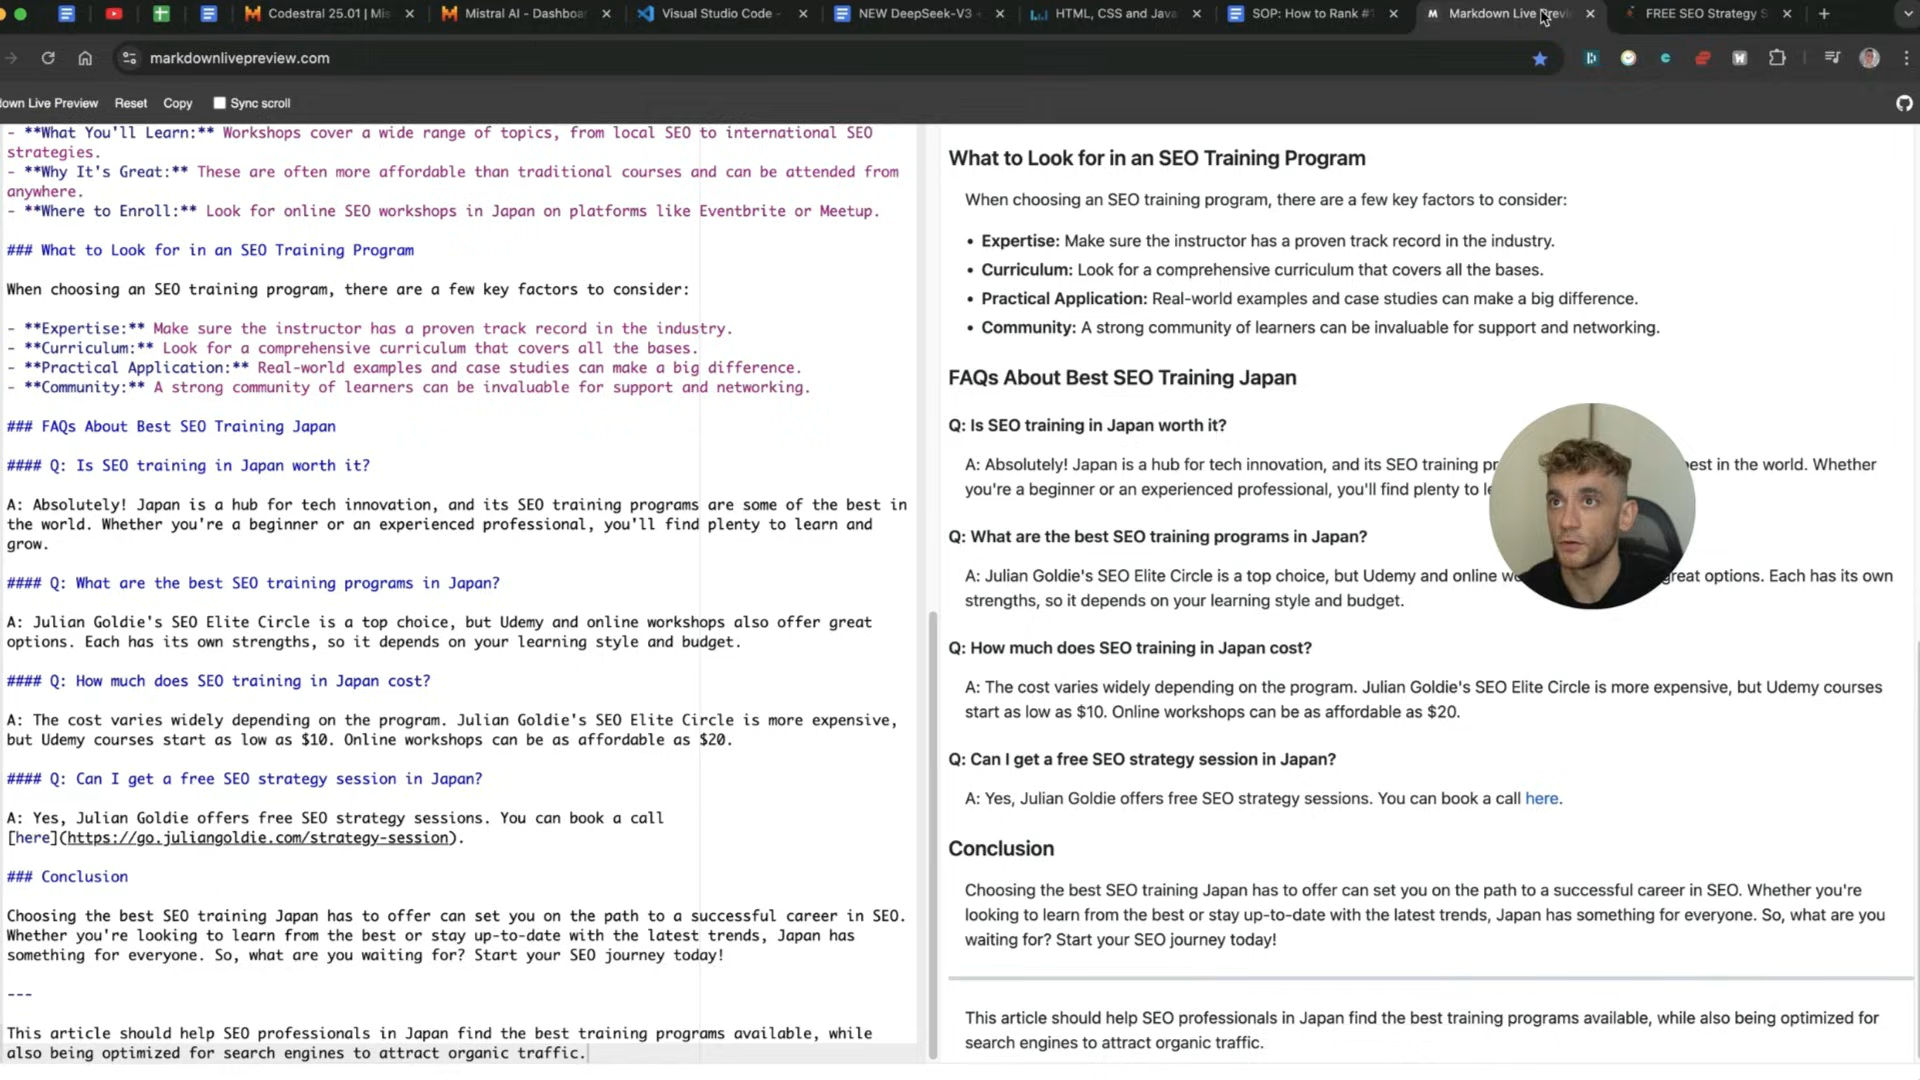 Codestral 25.01 | Mis
Mistral AI - Dashboa
Visual Studio Code -
NEW DeepSeek-V3 +
HTML, CSS and Java
SOP: How to Rank #1
Markdown Live Previ
FREE SEO Strategy S
markdownlivepreview.com
down Live Preview Reset Copy Sync scroll
- **What You'll Learn:** Workshops cover a wide range of topics, from local SEO to international SEO
strategies.
- **Why It's Great:** These are often more affordable than traditional courses and can be attended from
anywhere.
- **Where to Enroll:** Look for online SEO workshops in Japan on platforms like Eventbrite or Meetup.
### What to Look for in an SEO Training Program
When choosing an SEO training program, there are a few key factors to consider:
- **Expertise:** Make sure the instructor has a proven track record in the industry.
- **Curriculum:** Look for a comprehensive curriculum that covers all the bases.
- **Practical Application:** Real-world examples and case studies can make a big difference.
- **Community:** A strong community of learners can be invaluable for support and networking.
### FAQs About Best SEO Training Japan
#### Q: Is SEO training in Japan worth it?
A: Absolutely! Japan is a hub for tech innovation, and its SEO training programs are some of the best in
the world. Whether you're a beginner or an experienced professional, you'll find plenty to learn and
grow.
#### Q: What are the best SEO training programs in Japan?
A: Julian Goldie's SEO Elite Circle is a top choice, but Udemy and online workshops also offer great
options. Each has its own strengths, so it depends on your learning style and budget.
#### Q: How much does SEO training in Japan cost?
A: The cost varies widely depending on the program. Julian Goldie's SEO Elite Circle is more expensive,
but Udemy courses start as low as $10. Online workshops can be as affordable as $20.
#### Q: Can I get a free SEO strategy session in Japan?
A: Yes, Julian Goldie offers free SEO strategy sessions. You can book a call
[here](https://go.juliangoldie.com/strategy-session).
### Conclusion
Choosing the best SEO training Japan has to offer can set you on the path to a successful career in SEO.
Whether you're looking to learn from the best or stay up-to-date with the latest trends, Japan has
something for everyone. So, what are you waiting for? Start your SEO journey today!
---
This article should help SEO professionals in Japan find the best training programs available, while
also being optimized for search engines to attract organic traffic.
What to Look for in an SEO Training Program
When choosing an SEO training program, there are a few key factors to consider:
• Expertise: Make sure the instructor has a proven track record in the industry.
• Curriculum: Look for a comprehensive curriculum that covers all the bases.
• Practical Application: Real-world examples and case studies can make a big difference.
• Community: A strong community of learners can be invaluable for support and networking.
FAQs About Best SEO Training Japan
Q: Is SEO training in Japan worth it?
A: Absolutely! Japan is a hub for tech innovation, and its SEO training pr est in the world. Whether
you're a beginner or an experienced professional, you'll find plenty to le
Q: What are the best SEO training programs in Japan?
A: Julian Goldie's SEO Elite Circle is a top choice, but Udemy and online wo great options. Each has its own
strengths, so it depends on your learning style and budget.
Q: How much does SEO training in Japan cost?
A: The cost varies widely depending on the program. Julian Goldie's SEO Elite Circle is more expensive, but Udemy courses
start as low as $10. Online workshops can be as affordable as $20.
Q: Can I get a free SEO strategy session in Japan?
A: Yes, Julian Goldie offers free SEO strategy sessions. You can book a call here.
Conclusion
Choosing the best SEO training Japan has to offer can set you on the path to a successful career in SEO. Whether you're
looking to learn from the best or stay up-to-date with the latest trends, Japan has something for everyone. So, what are you
waiting for? Start your SEO journey today!
This article should help SEO professionals in Japan find the best training programs available, while also being optimized for
search engines to attract organic traffic.